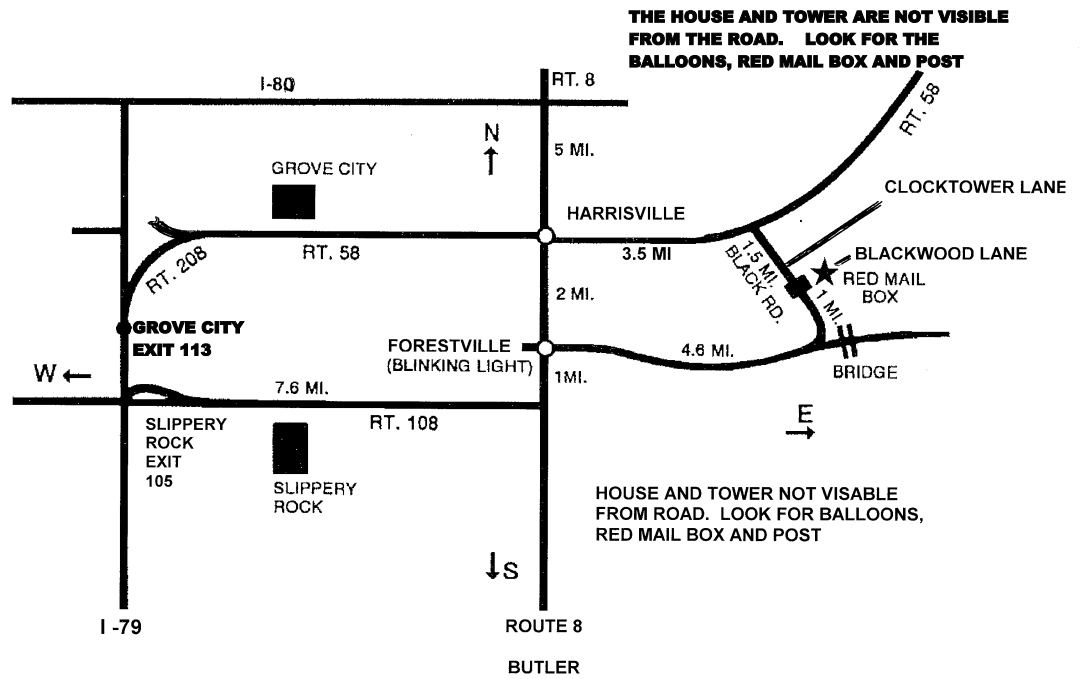 THE HOUSE AND TOWER ARE NOT VISIBLE
FROM THE ROAD. LOOK FOR THE
BALLOONS, RED MAIL BOX AND POST
RT. 8
I-80
RT. 58
N
5 MI.
GROVE CITY
CLOCKTOWER LANE
HARRISVILLE
RT. 58
3.5 MI
RT. 208
1.5 MI.
BLACK RD.
BLACKWOOD LANE
RED MAIL
BOX
1 MI.
2 MI.
GROVE CITY
EXIT 113
FORESTVILLE
(BLINKING LIGHT)
4.6 MI.
BRIDGE
W
7.6 MI.
1MI.
RT. 108
E
SLIPPERY
ROCK
EXIT
105
SLIPPERY
ROCK
HOUSE AND TOWER NOT VISABLE
FROM ROAD. LOOK FOR BALLOONS,
RED MAIL BOX AND POST
S
I -79
ROUTE 8
BUTLER